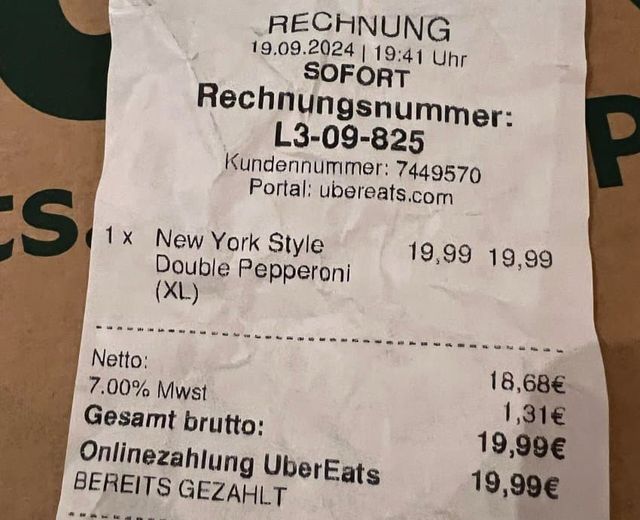 RECHNUNG
19.09.2024 | 19:41 Uhr
SOFORT
Rechnungsnummer:
L3-09-825
Kundennummer: 7449570
Portal: ubereats.com
1 x New York Style 19,99 19,99
Double Pepperoni
(XL)
Netto: 18,68€
7.00% Mwst 1,31€
Gesamt brutto: 19,99€
Onlinezahlung UberEats 19,99€
BEREITS GEZAHLT